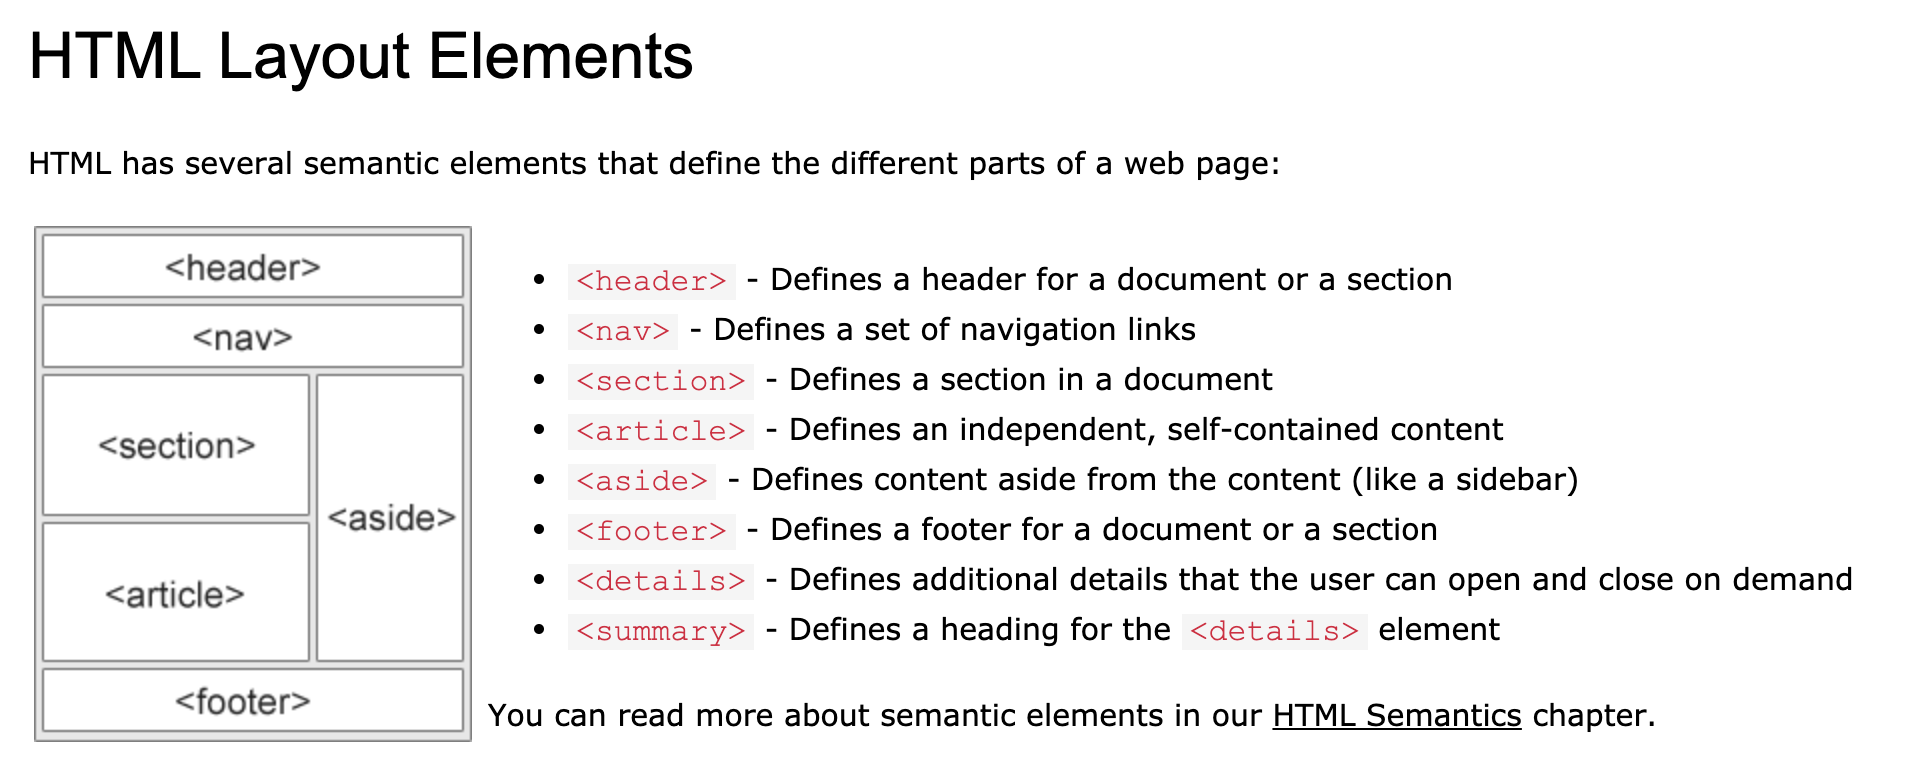 HTML Layout Elements
HTML has several semantic elements that define the different parts of a web page:
<header>
<nav>
<section>
<aside>
<article>
<footer>
• <header> - Defines a header for a document or a section
• <nav> - Defines a set of navigation links
• <section> - Defines a section in a document
• <article> - Defines an independent, self-contained content
• <aside> - Defines content aside from the content (like a sidebar)
• <footer> - Defines a footer for a document or a section
• <details> - Defines additional details that the user can open and close on demand
• <summary> - Defines a heading for the <details> element
You can read more about semantic elements in our HTML Semantics chapter.